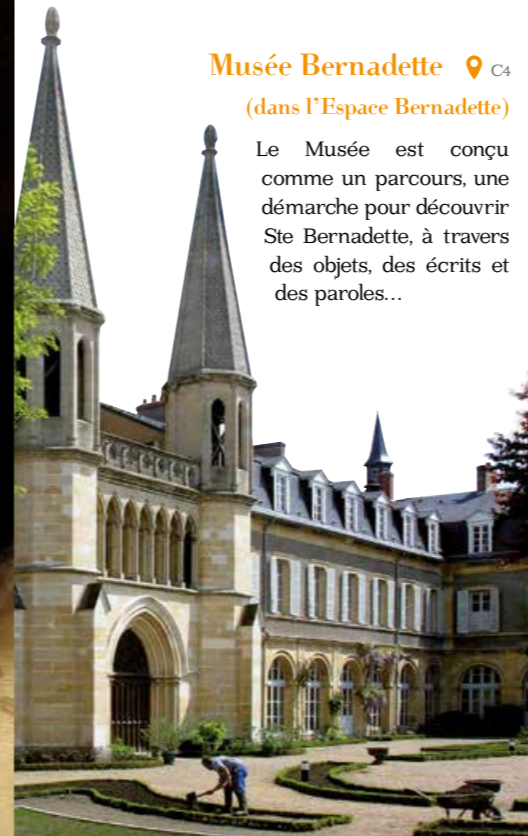 Musée Bernadette C4
(dans l'Espace Bernadette)
Le Musée est conçu
comme un parcours, une
démarche pour découvrir
Ste Bernadette, à travers
des objets, des écrits et
des paroles...